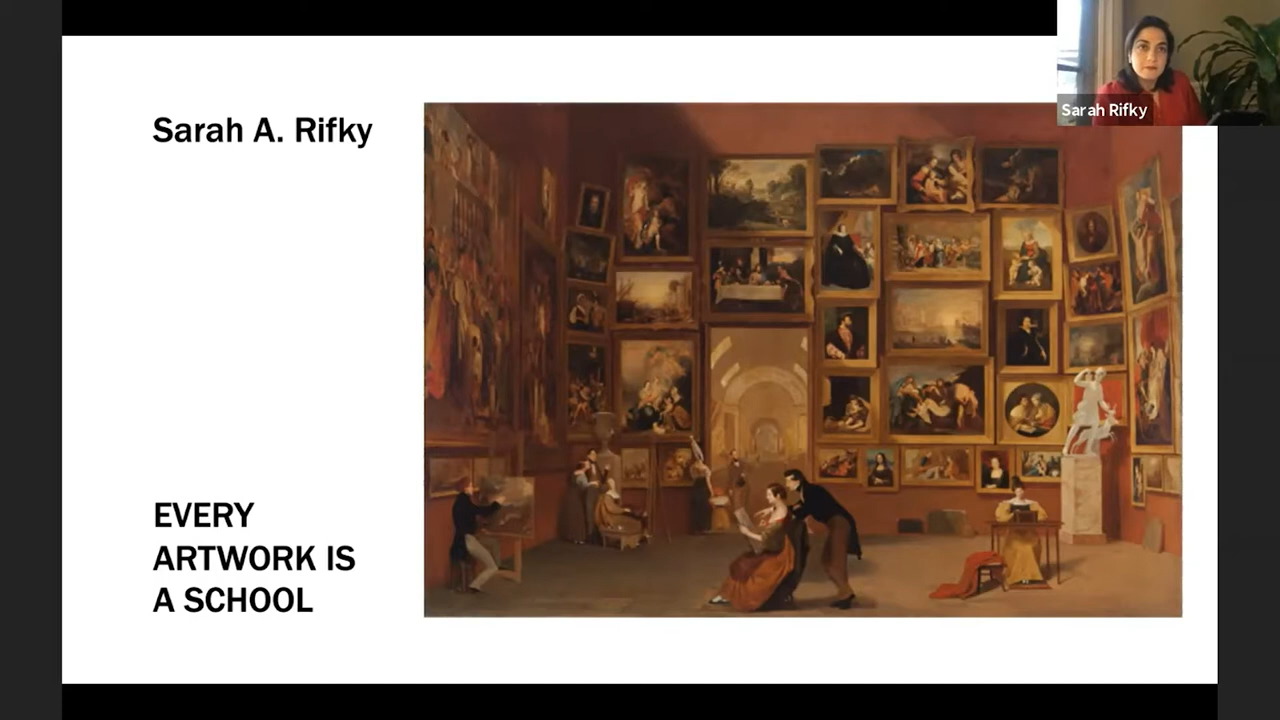 Sarah A. Rifky
Sarah Rifky
EVERY
ARTWORK IS
A SCHOOL